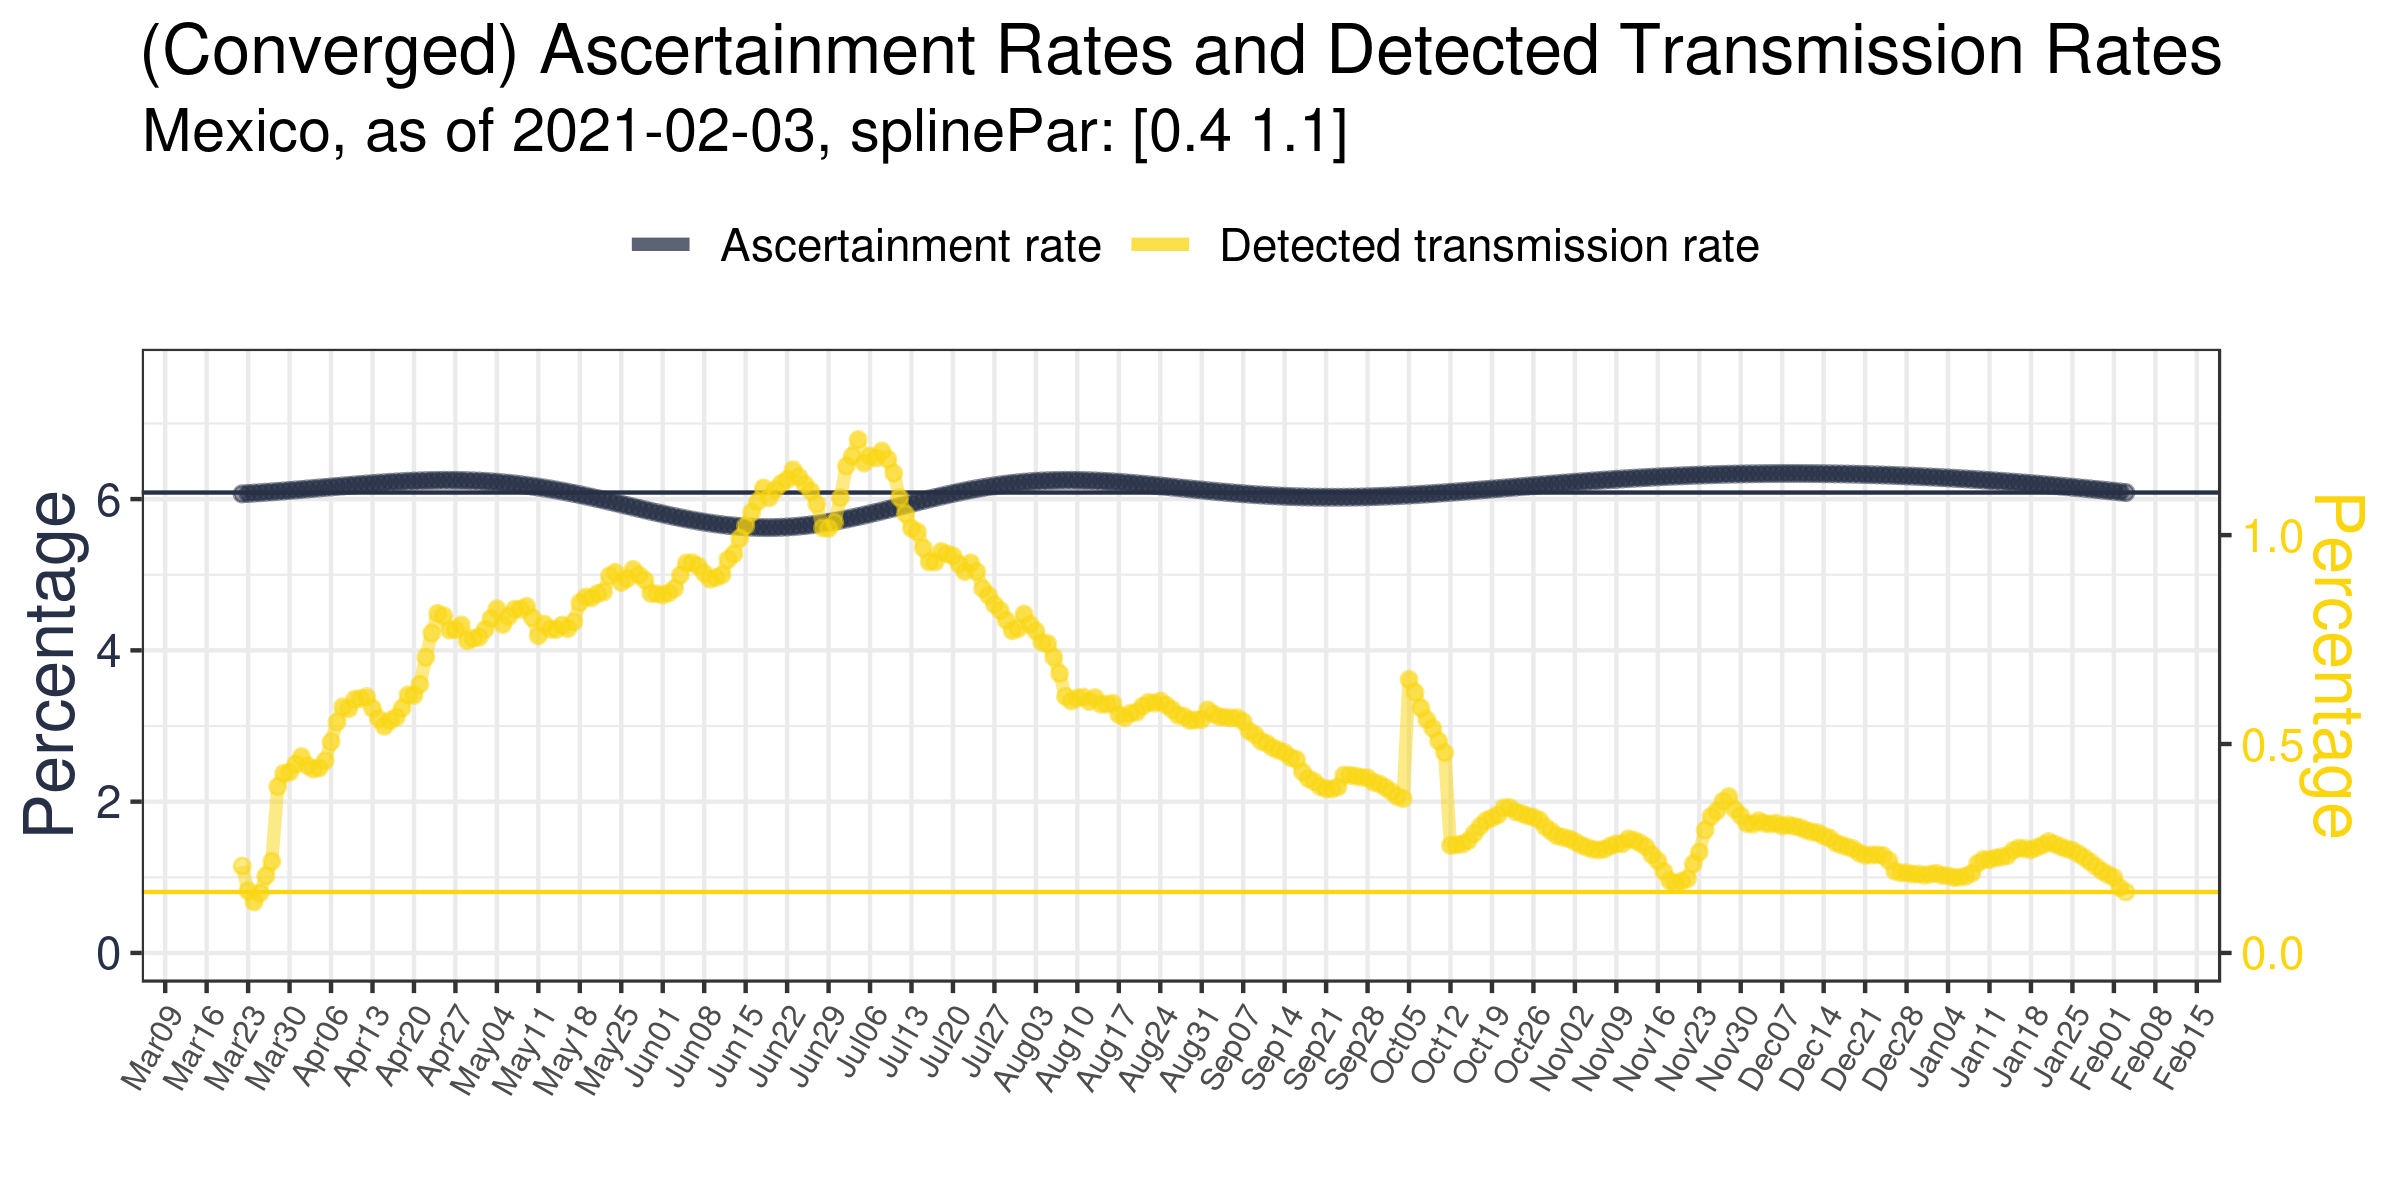 (Converged) Ascertainment Rates and Detected Transmission Rates
Mexico, as of 2021-02-03, splinePar: [0.4 1.1]
Ascertainment rate
Detected transmission rate
Percentage
6
4
2
0
1.0
0.5
0.0
Percentage
Mar09
Mar16
Mar23
Mar30
Apr06
Apr13
Apr20
Apr27
May04
May11
May18
May25
Jun01
Jun08
Jun15
Jun22
Jun29
Jul06
Jul13
Jul20
Jul27
Aug03
Aug10
Aug17
Aug24
Aug31
Sep07
Sep14
Sep21
Sep28
Oct05
Oct12
Oct19
Oct26
Nov02
Nov09
Nov16
Nov23
Nov30
Dec07
Dec14
Dec21
Dec28
Jan04
Jan11
Jan18
Jan25
Feb01
Feb08
Feb15